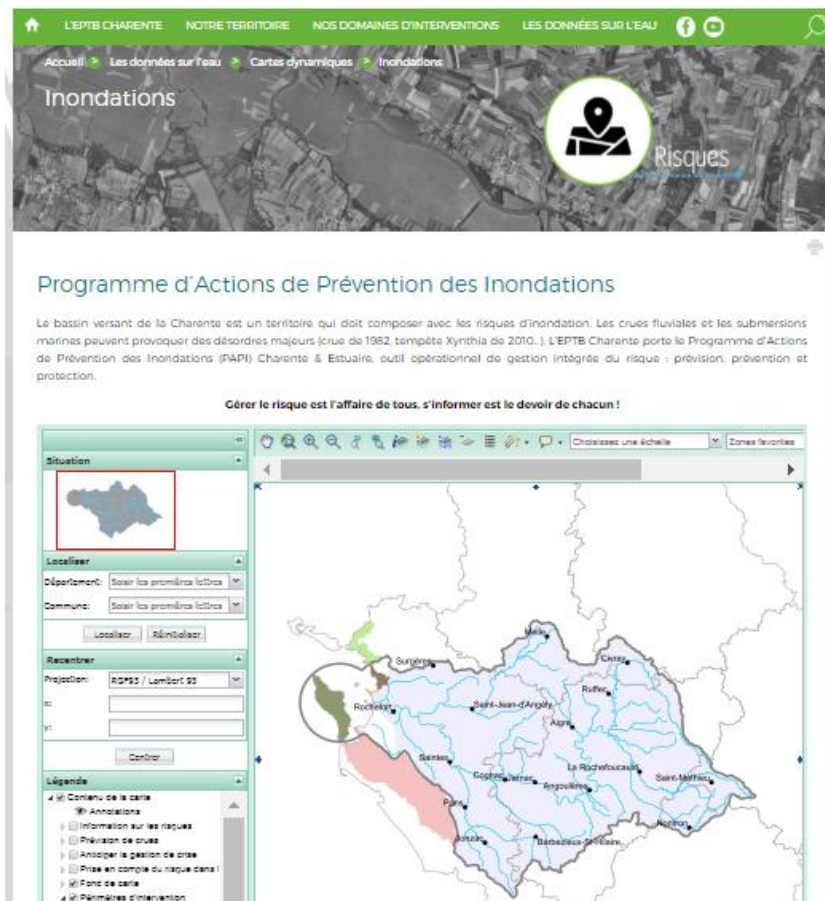 L'EPTB CHARENTE NOTRE TERRITOIRE NOS DOMAINES D'INTERVENTIONS LES DONNÉES SUR L'EAU
Accueil > Les données sur l'eau > Cartes dynamiques > Inondations
Inondations
Risques
Programme d'Actions de Prévention des Inondations
Le bassin versant de la Charente est un territoire qui doit composer avec les risques d'inondation. Les crues fluviales et les submersions
marines peuvent provoquer des désordres majeurs (crue de 1982, tempête Xynthia de 2010...). L'EPTB Charente porte le Programme d'Actions
de Prévention des Inondations (PAPI) Charente & Estuaire, outil opérationnel de gestion intégrée du risque : prévision, prévention et
protection.
Gérer le risque est l'affaire de tous, s'informer est le devoir de chacun !
Choisissez une échelle Zones favorites
Situation
Localiser
Département: Saisir les premières lettres
Commune: Saisir les premières lettres
Localiser Réinitialiser
Recentrer
Projection: RGF93 / Lambert 93
x:
y:
Centrer
Légende
Contenu de la carte
Annotations
Information sur les risques
Prévision de crues
Anticiper la gestion de crise
Prise en compte du risque dans l'
Fond de carte
Périmètres d'intervention
Melle
Surgères
Civray
Ruffec
Rochefort
Saint-Jean-d'Angély
Aigre
Saintes
La Rochefoucauld
Cognac
Jarnac
Angoulême
Saint-Mathieu
Pons
Nontron
Jonzac
Barbezieux-St-Hilaire